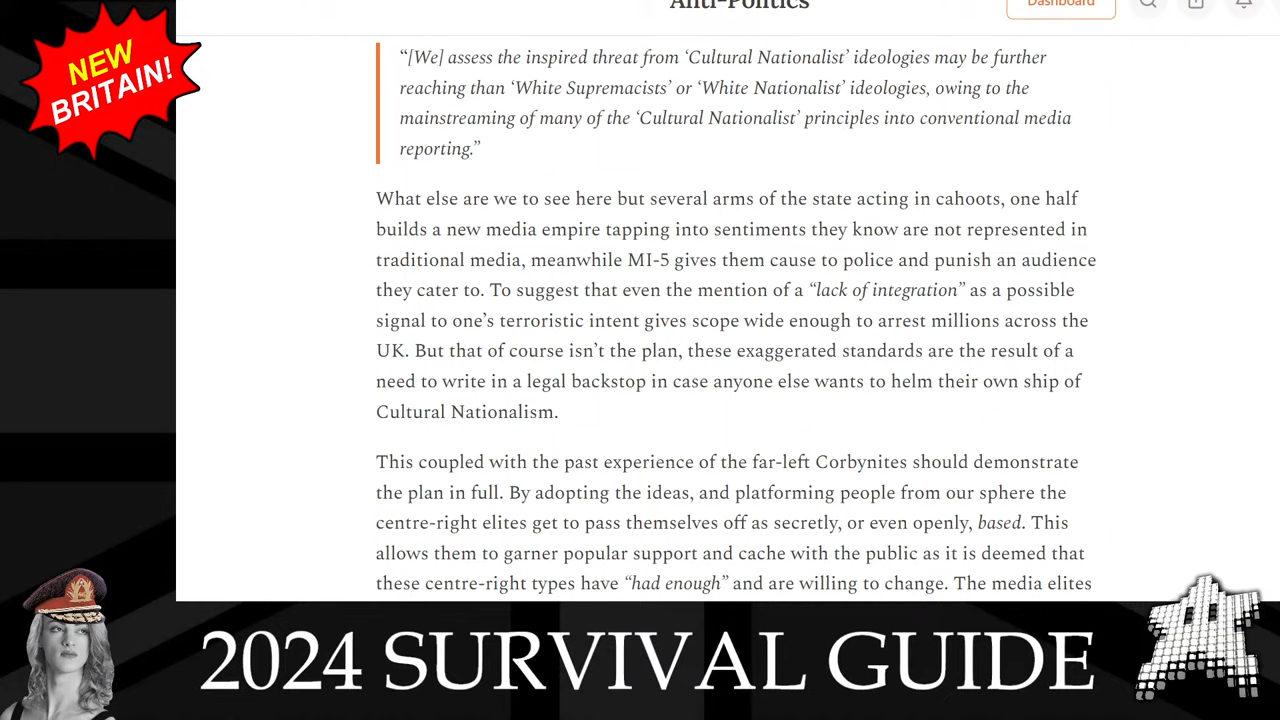 Anti-Politics
Dashboard
NEW
BRITAIN!
“[We] assess the inspired threat from ‘Cultural Nationalist’ ideologies may be further
reaching than ‘White Supremacists’ or ‘White Nationalist’ ideologies, owing to the
mainstreaming of many of the ‘Cultural Nationalist’ principles into conventional media
reporting.”
What else are we to see here but several arms of the state acting in cahoots, one half
builds a new media empire tapping into sentiments they know are not represented in
traditional media, meanwhile MI-5 gives them cause to police and punish an audience
they cater to. To suggest that even the mention of a “lack of integration” as a possible
signal to one’s terroristic intent gives scope wide enough to arrest millions across the
UK. But that of course isn’t the plan, these exaggerated standards are the result of a
need to write in a legal backstop in case anyone else wants to helm their own ship of
Cultural Nationalism.
This coupled with the past experience of the far-left Corbynites should demonstrate
the plan in full. By adopting the ideas, and platforming people from our sphere the
centre-right elites get to pass themselves off as secretly, or even openly, based. This
allows them to garner popular support and cache with the public as it is deemed that
these centre-right types have “had enough” and are willing to change. The media elites
2024 SURVIVAL GUIDE